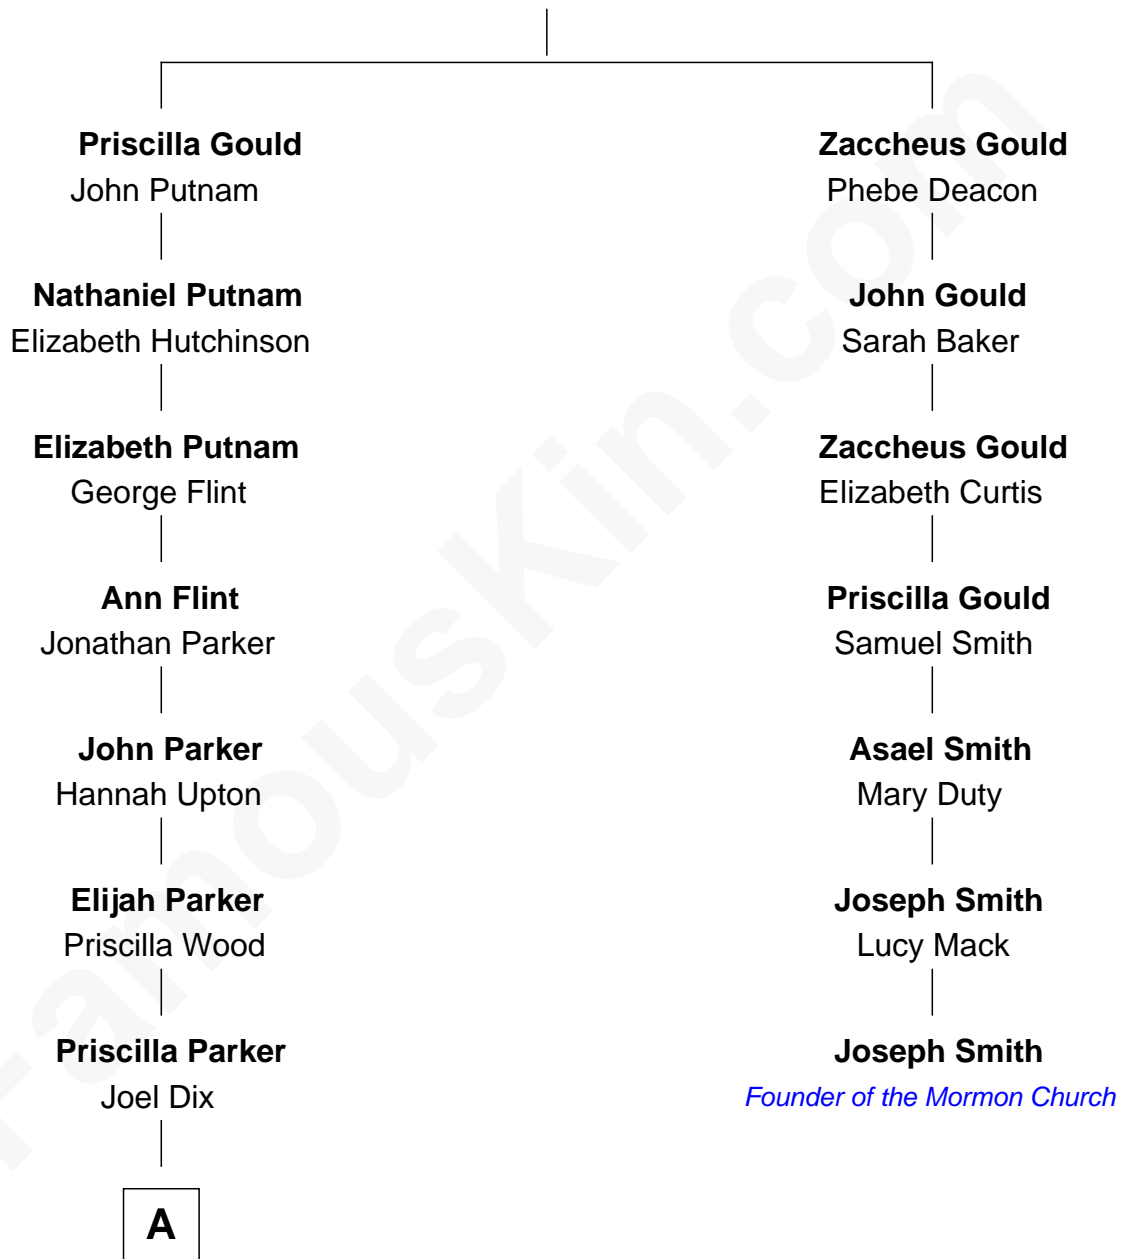 Priscilla Gould
John Putnam
Zaccheus Gould
Phebe Deacon
Nathaniel Putnam
Elizabeth Hutchinson
John Gould
Sarah Baker
Elizabeth Putnam
George Flint
Zaccheus Gould
Elizabeth Curtis
Ann Flint
Jonathan Parker
Priscilla Gould
Samuel Smith
John Parker
Hannah Upton
Asael Smith
Mary Duty
Elijah Parker
Priscilla Wood
Joseph Smith
Lucy Mack
Priscilla Parker
Joel Dix
Joseph Smith
Founder of the Mormon Church
A
FamousKin.com